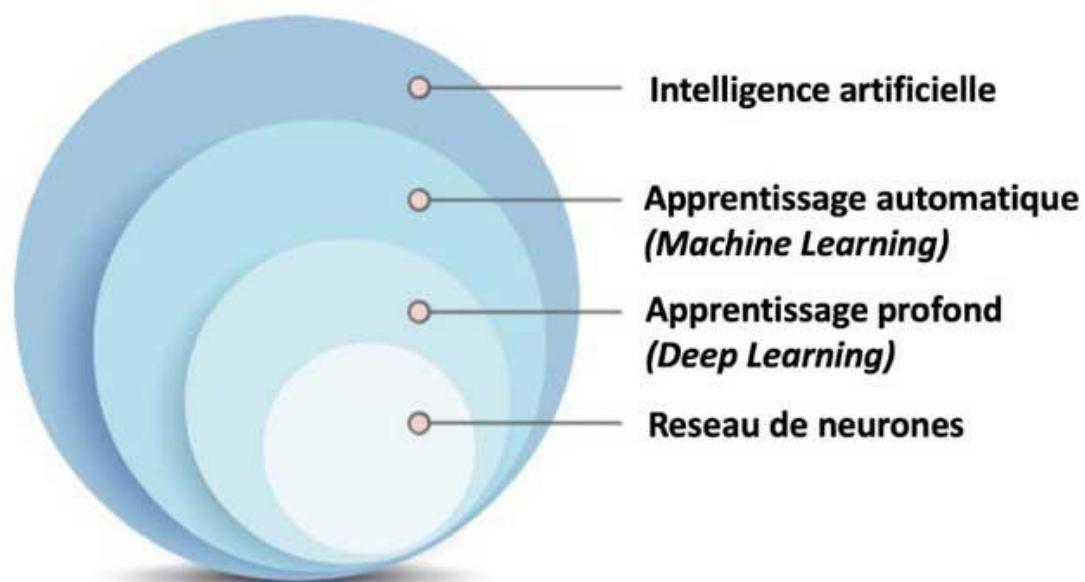 Intelligence artificielle
Apprentissage automatique
(Machine Learning)
Apprentissage profond
(Deep Learning)
Reseau de neurones